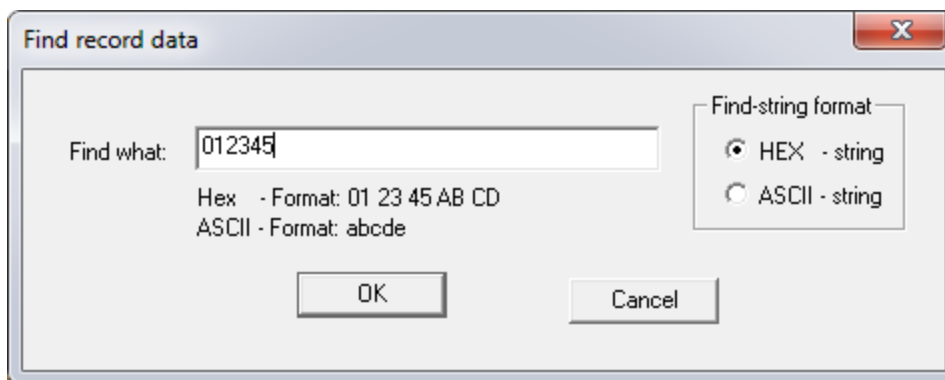 Find record data
Find-string format
Find what:
012345
HEX - string
ASCII - string
Hex - Format: 01 23 45 AB CD
ASCII - Format: abcde
OK
Cancel